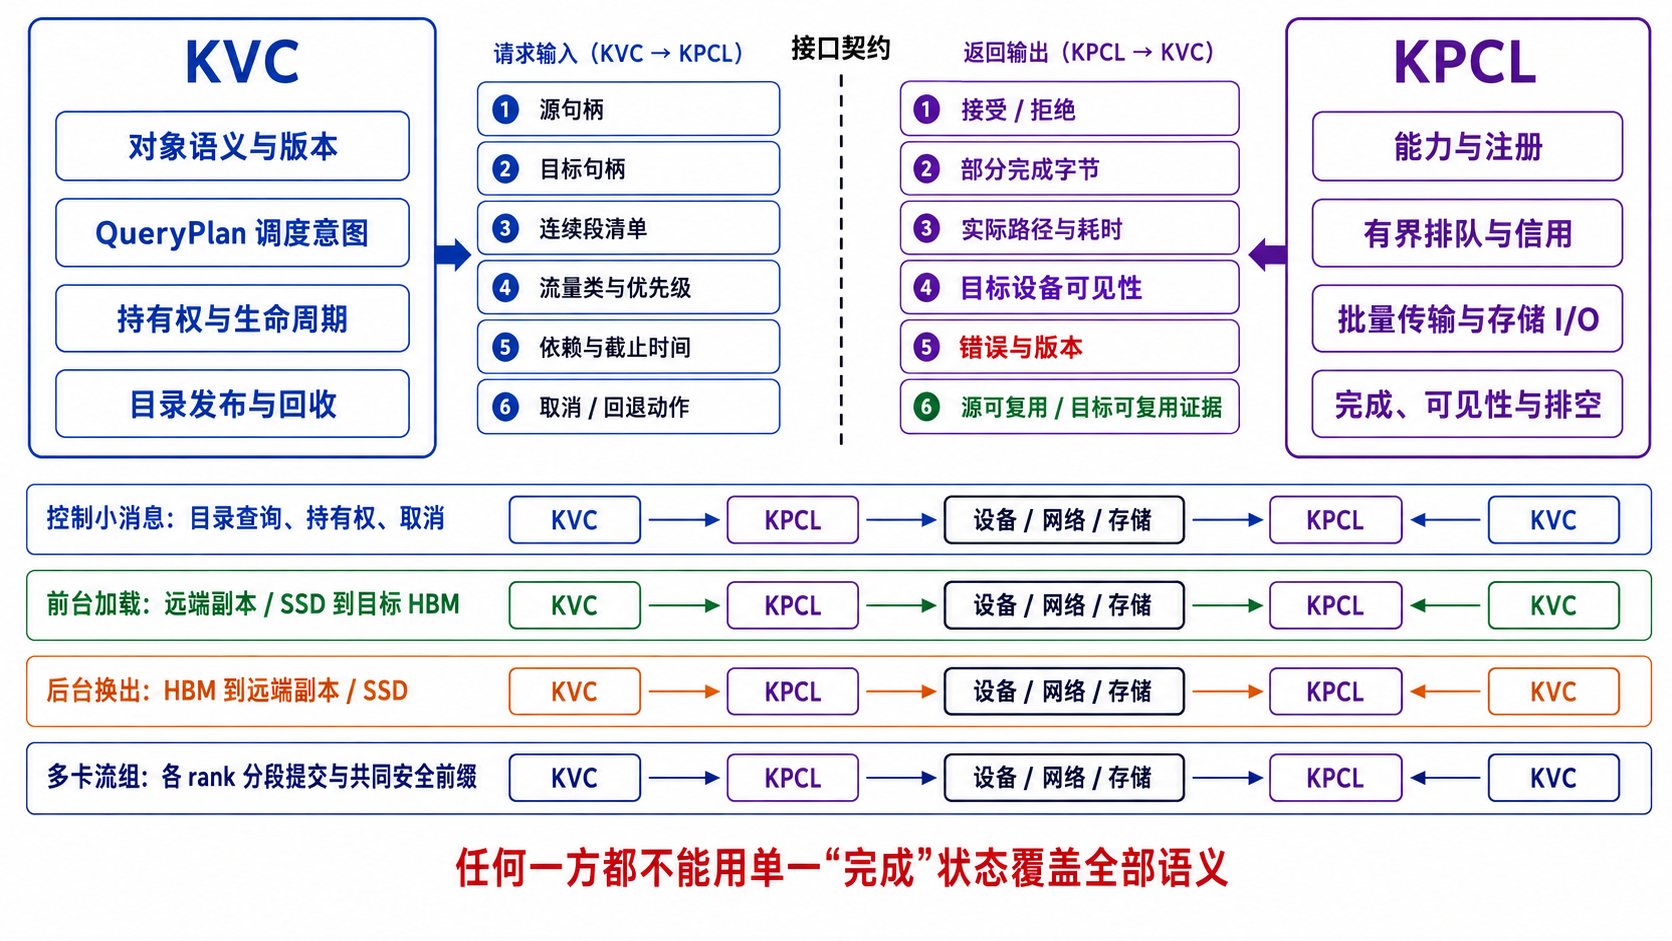 KVC
对象语义与版本
QueryPlan 调度意图
持有权与生命周期
目录发布与回收
请求输入（KVC → KPCL）
1 源句柄
2 目标句柄
3 连续段清单
4 流量类与优先级
5 依赖与截止时间
6 取消 / 回退动作
接口契约
返回输出（KPCL → KVC）
1 接受 / 拒绝
2 部分完成字节
3 实际路径与耗时
4 目标设备可见性
5 错误与版本
6 源可复用 / 目标可复用证据
KPCL
能力与注册
有界排队与信用
批量传输与存储 I/O
完成、可见性与排空
控制小消息：目录查询、持有权、取消 KVC KPCL 设备 / 网络 / 存储 KPCL KVC
前台加载：远端副本 / SSD 到目标 HBM KVC KPCL 设备 / 网络 / 存储 KPCL KVC
后台换出：HBM 到远端副本 / SSD KVC KPCL 设备 / 网络 / 存储 KPCL KVC
多卡流组：各 rank 分段提交与共同安全前缀 KVC KPCL 设备 / 网络 / 存储 KPCL KVC
任何一方都不能用单一“完成”状态覆盖全部语义